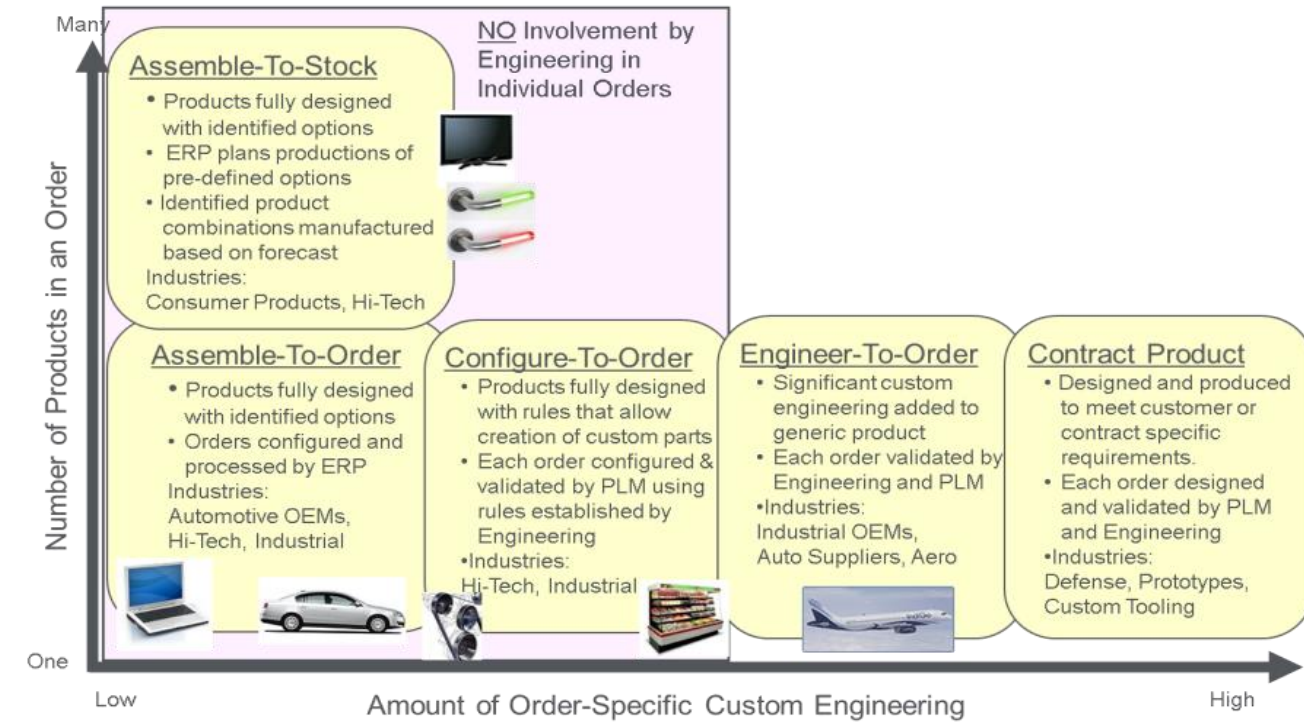 Many
NO Involvement by
Engineering in
Individual Orders
Assemble-To-Stock
• Products fully designed
with identified options
• ERP plans productions of
pre-defined options
• Identified product
combinations manufactured
based on forecast
Industries:
Consumer Products, Hi-Tech
Number of Products in an Order
Assemble-To-Order
• Products fully designed
with identified options
• Orders configured and
processed by ERP
Industries:
Automotive OEMs,
Hi-Tech, Industrial
Configure-To-Order
• Products fully designed
with rules that allow
creation of custom parts
• Each order configured &
validated by PLM using
rules established by
Engineering
•Industries:
Hi-Tech, Industrial
Engineer-To-Order
• Significant custom
engineering added to
generic product
• Each order validated by
Engineering and PLM
•Industries:
Industrial OEMs,
Auto Suppliers, Aero
IndiGo
Contract Product
• Designed and produced
to meet customer or
contract specific
requirements.
• Each order designed
and validated by PLM
and Engineering
•Industries:
Defense, Prototypes,
Custom Tooling
One
Low
Amount of Order-Specific Custom Engineering
High